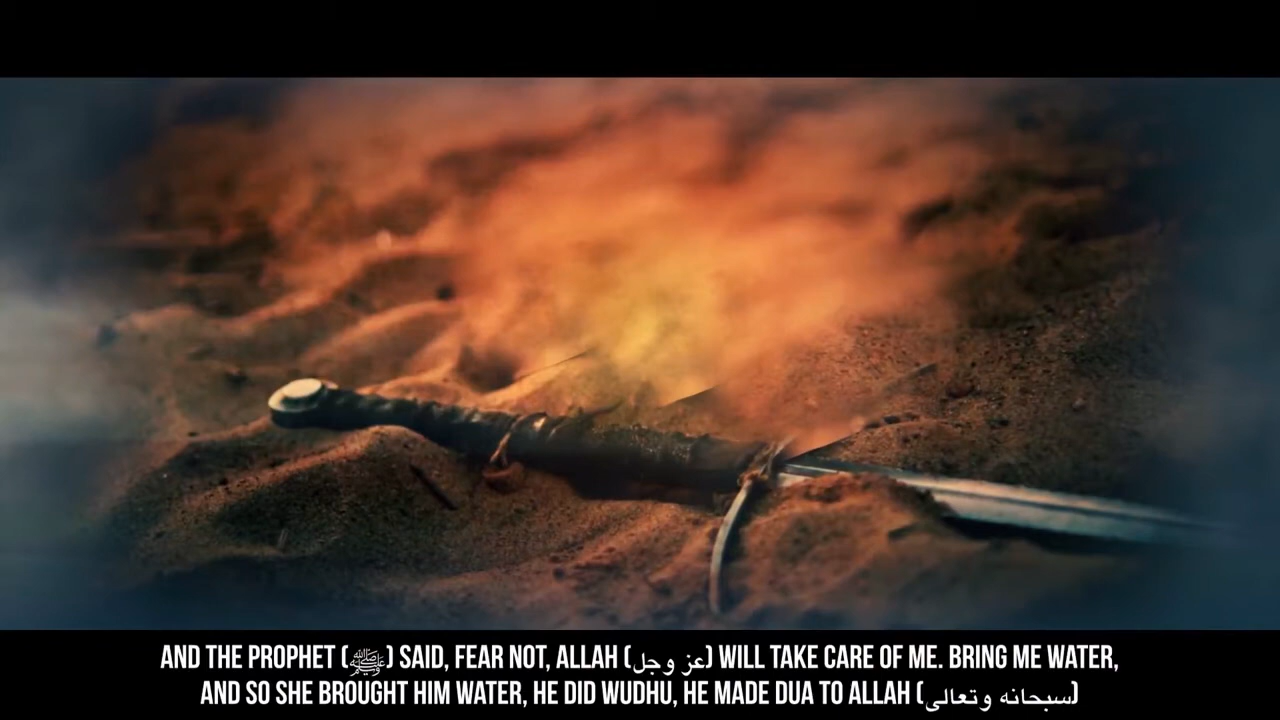 AND THE PROPHET (ﷺ) SAID, FEAR NOT, ALLAH (عز وجل) WILL TAKE CARE OF ME. BRING ME WATER,
AND SO SHE BROUGHT HIM WATER, HE DID WUDHU, HE MADE DUA TO ALLAH (سبحانه وتعالى)